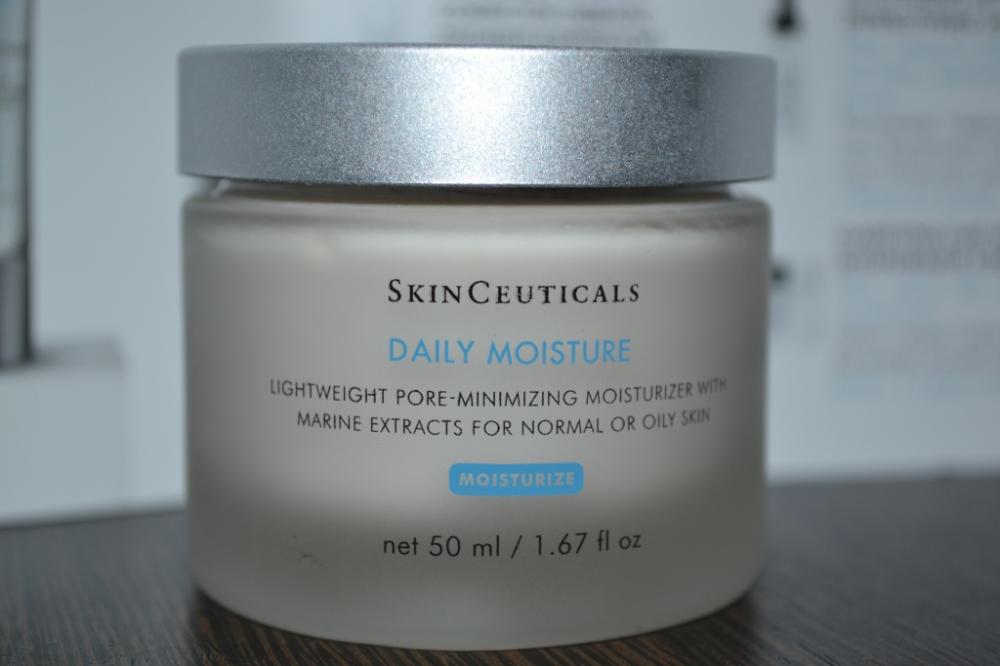 SKINCEUTICALS
DAILY MOISTURE
LIGHTWEIGHT PORE-MINIMIZING MOISTURIZER WITH
MARINE EXTRACTS FOR NORMAL OR OILY SKIN
MOISTURIZE
net 50 ml / 1.67 fl oz